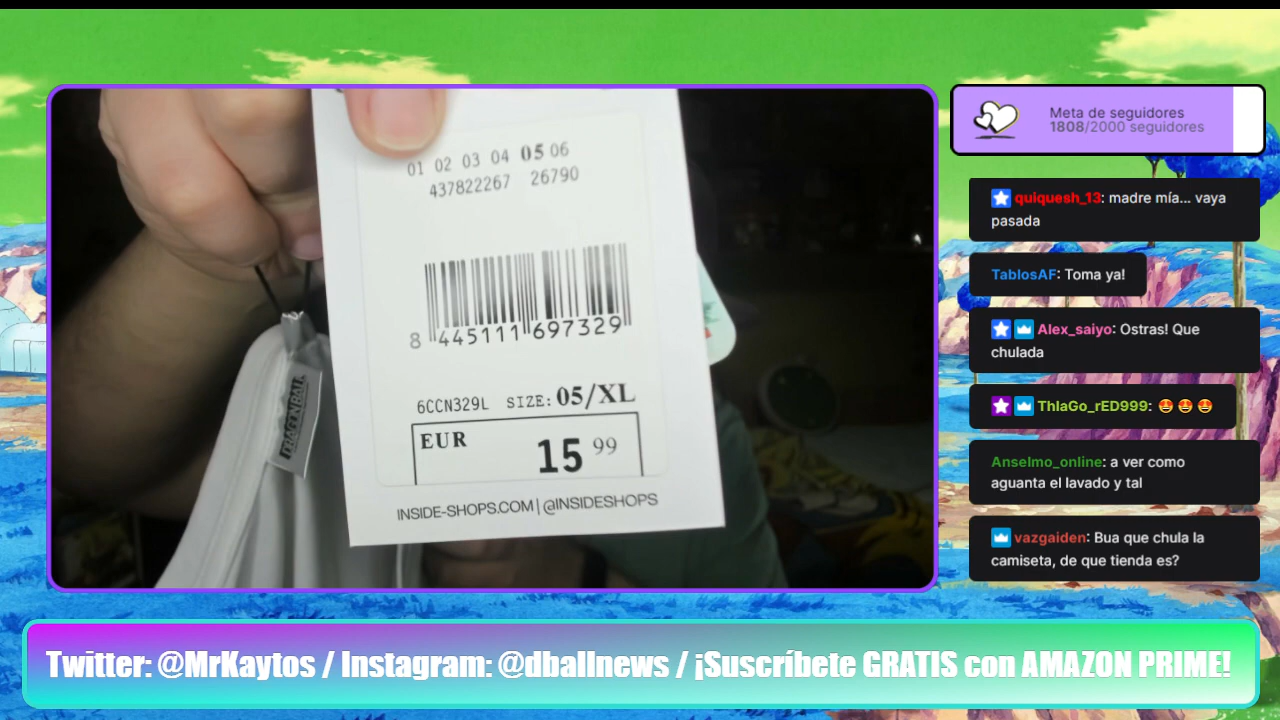 01 02 03 04 05 06
437822267 26790
8 445111 697329
6CCN329L SIZE: 05/XL
EUR
15 99
INSIDE-SHOPS.COM | @INSIDESHOPS
DRAGON BALL
Meta de seguidores
1808/2000 seguidores
quiquesh_13: madre mía... vaya
pasada
TablosAF: Toma ya!
Alex_saiyo: Ostras! Que
chulada
ThIaGo_rED999: 🤩🤩🤩
Anselmo_online: a ver como
aguanta el lavado y tal
vazgaiden: Bua que chula la
camiseta, de que tienda es?
Twitter: @MrKaytos / Instagram: @dballnews / ¡Suscríbete GRATIS con AMAZON PRIME!